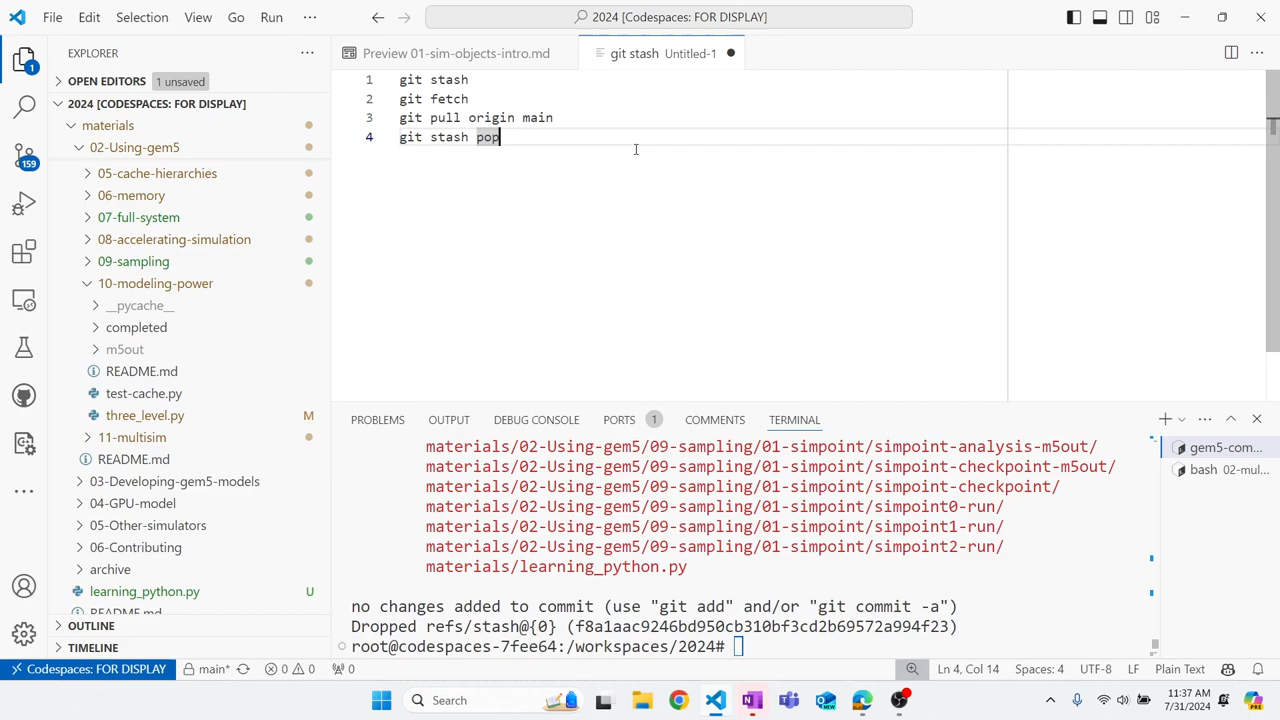 File Edit Selection View Go Run ··· 2024 [Codespaces: FOR DISPLAY]
EXPLORER
Preview 01-sim-objects-intro.md
git stash Untitled-1
OPEN EDITORS 1 unsaved
2024 [CODESPACES: FOR DISPLAY]
materials
02-Using-gem5
05-cache-hierarchies
06-memory
07-full-system
08-accelerating-simulation
09-sampling
10-modeling-power
__pycache__
completed
m5out
README.md
test-cache.py
three_level.py M
11-multisim
README.md
03-Developing-gem5-models
04-GPU-model
05-Other-simulators
06-Contributing
archive
learning_python.py U
README.md
OUTLINE
TIMELINE
1
159
1 git stash
2 git fetch
3 git pull origin main
4 git stash pop
PROBLEMS OUTPUT DEBUG CONSOLE PORTS 1 COMMENTS TERMINAL
materials/02-Using-gem5/09-sampling/01-simpoint/simpoint-analysis-m5out/
materials/02-Using-gem5/09-sampling/01-simpoint/simpoint-checkpoint-m5out/
materials/02-Using-gem5/09-sampling/01-simpoint/simpoint-checkpoint/
materials/02-Using-gem5/09-sampling/01-simpoint/simpoint0-run/
materials/02-Using-gem5/09-sampling/01-simpoint/simpoint1-run/
materials/02-Using-gem5/09-sampling/01-simpoint/simpoint2-run/
materials/learning_python.py
no changes added to commit (use "git add" and/or "git commit -a")
Dropped refs/stash@{0} (f8a1aac9246bd950cb310bf3cd2b69572a994f23)
root@codespaces-7fee64:/workspaces/2024#
gem5-com...
bash 02-mul...
Codespaces: FOR DISPLAY main* 0 0 0 Ln 4, Col 14 Spaces: 4 UTF-8 LF Plain Text
Search
11:37 AM
7/31/2024